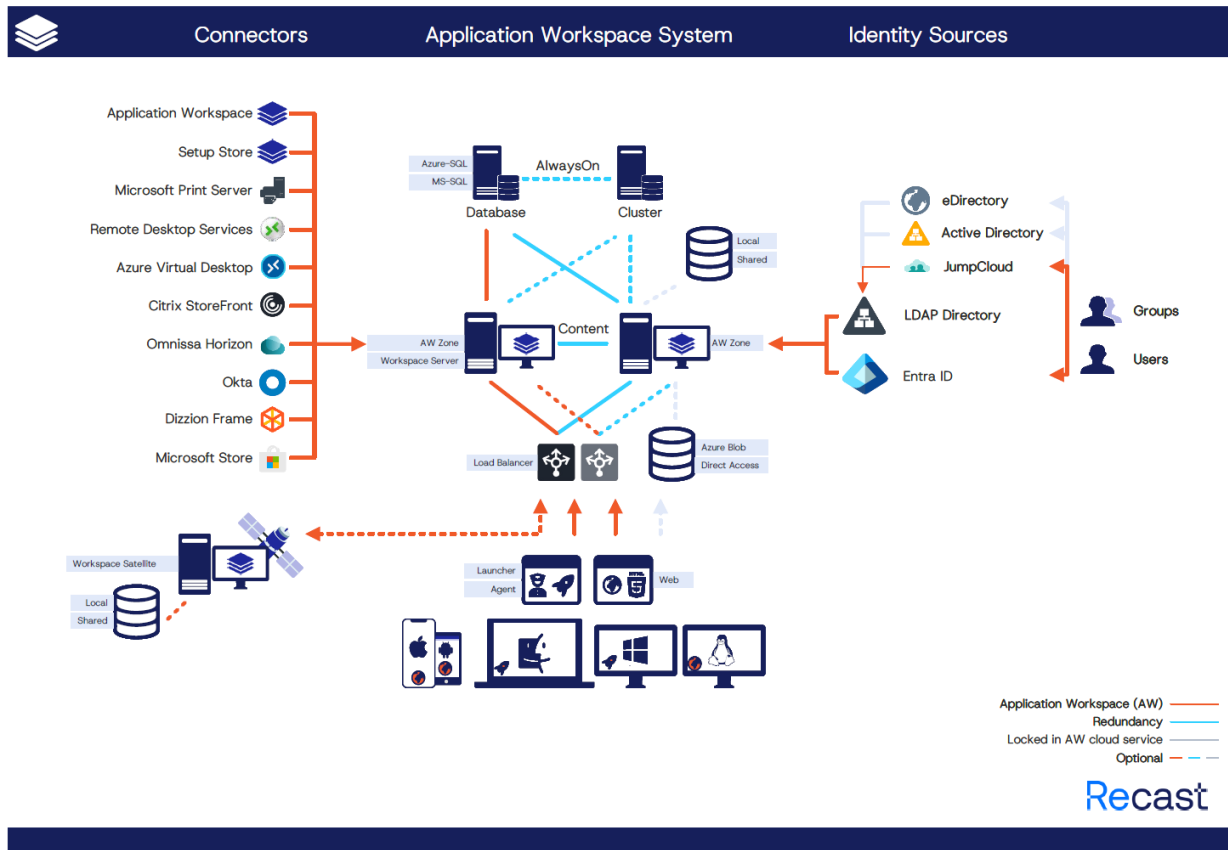 Connectors
Application Workspace System
Identity Sources
Application Workspace
Setup Store
Microsoft Print Server
Remote Desktop Services
Azure Virtual Desktop
Citrix StoreFront
Omnissa Horizon
Okta
Dizzion Frame
Microsoft Store
Azure-SQL
MS-SQL
AlwaysOn
Database
Cluster
Local
Shared
AW Zone
Workspace Server
Content
AW Zone
Load Balancer
Azure Blob
Direct Access
eDirectory
Active Directory
JumpCloud
LDAP Directory
Entra ID
Groups
Users
Workspace Satellite
Local
Shared
Launcher
Agent
HTML
5
Web
Application Workspace (AW)
Redundancy
Locked in AW cloud service
Optional
Recast